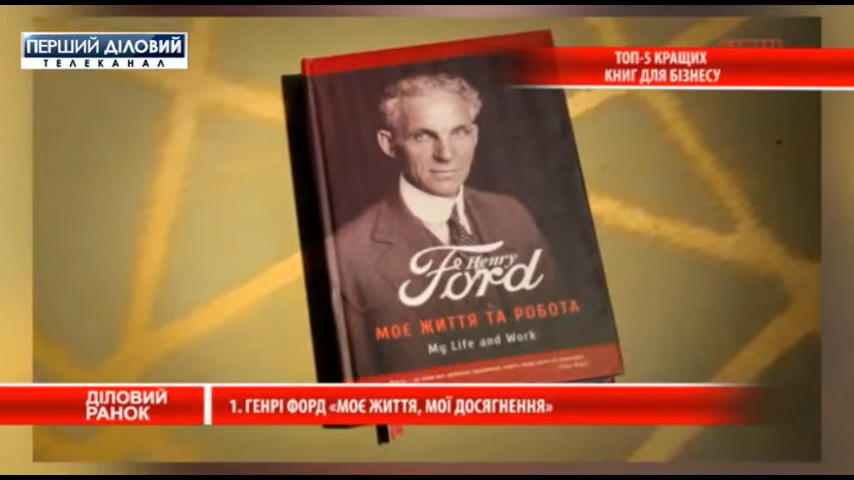 ПЕРШИЙ ДІЛОВИЙ
ТЕЛЕКАНАЛ
ТОП-5 КРАЩИХ
КНИГ ДЛЯ БІЗНЕСУ
Henry
Ford
МОЄ ЖИТТЯ ТА РОБОТА
My Life and Work
ДІЛОВИЙ
РАНОК
1. ГЕНРІ ФОРД «МОЄ ЖИТТЯ, МОЇ ДОСЯГНЕННЯ»